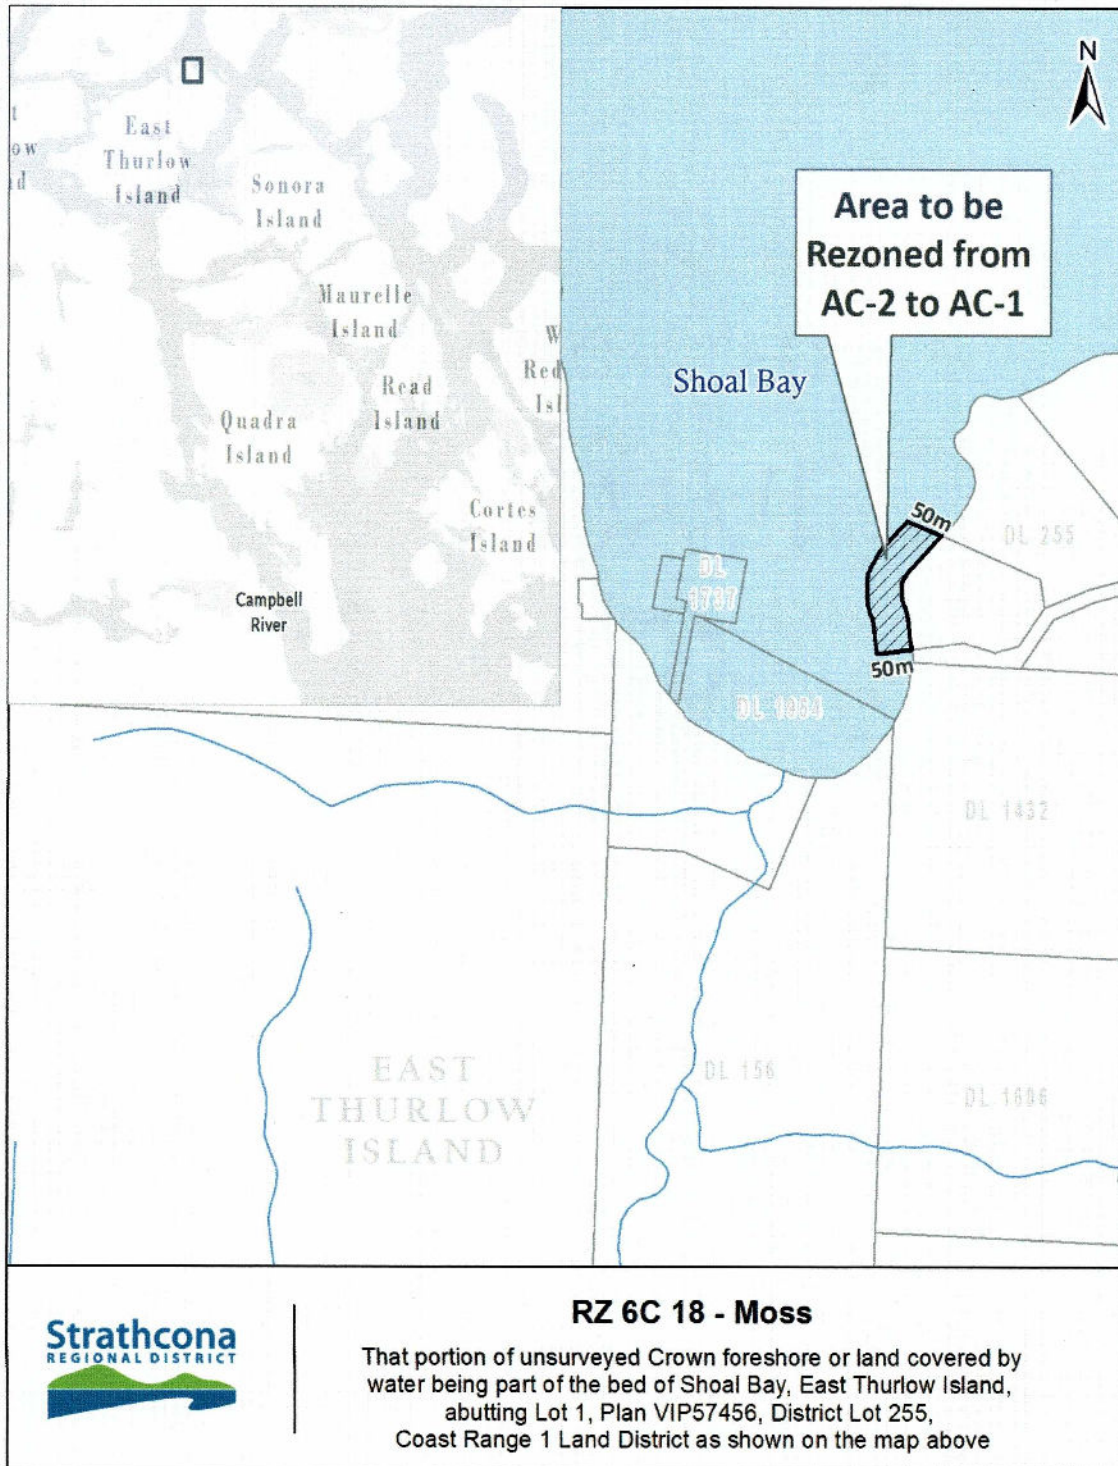 N
East
Thurlow
Island
Sonora
Island
Maurelle
Island
Read
Island
Quadra
Island
Cortes
Island
Campbell
River
Area to be
Rezoned from
AC-2 to AC-1
Shoal Bay
50m
DL 255
DL
1797
50m
DL 1064
DL 1432
EAST
THURLOW
ISLAND
DL 156
DL 1696
Strathcona
REGIONAL DISTRICT
RZ 6C 18 - Moss
That portion of unsurveyed Crown foreshore or land covered by
water being part of the bed of Shoal Bay, East Thurlow Island,
abutting Lot 1, Plan VIP57456, District Lot 255,
Coast Range 1 Land District as shown on the map above